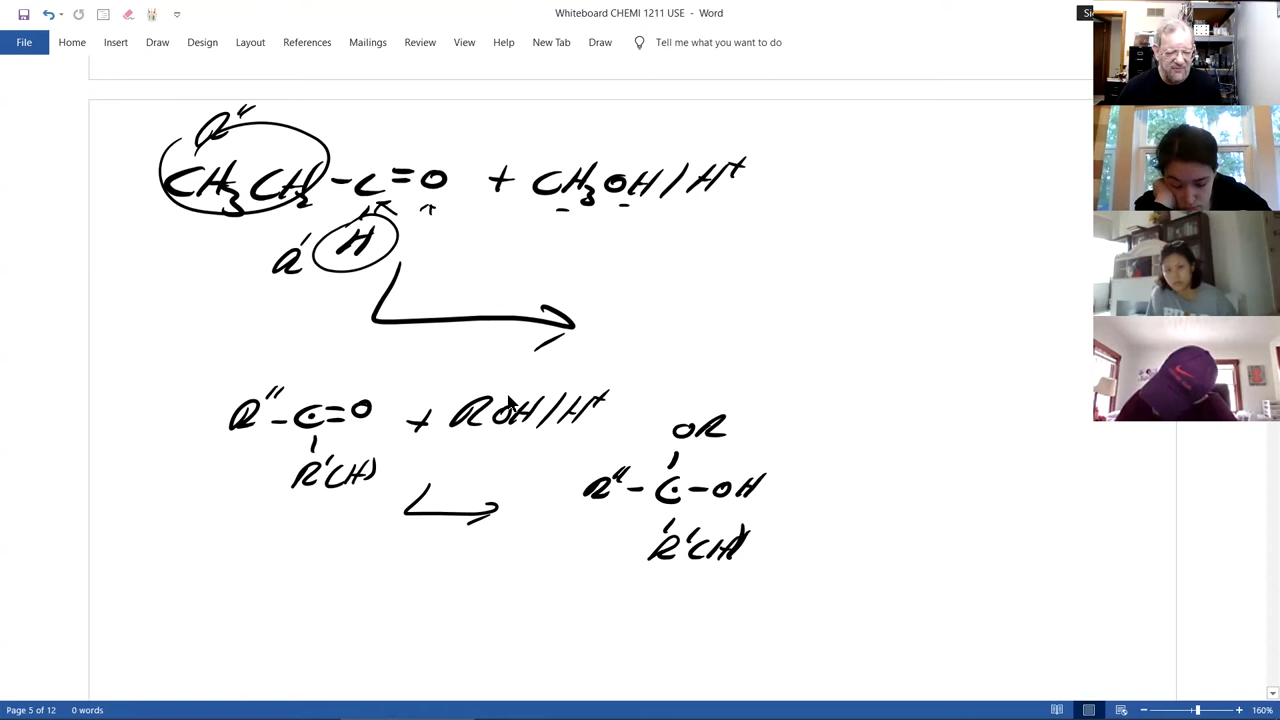 Whiteboard CHEMI 1211 USE - Word
Si
File Home Insert Draw Design Layout References Mailings Review View Help New Tab Draw Tell me what you want to do
R"
CH3CH2-C=O + CH3OH/H+
R' H
R"-C=O + ROH/H+
R'(H)
OR
R"-C-OH
R'(H)
Page 5 of 12 0 words 160%